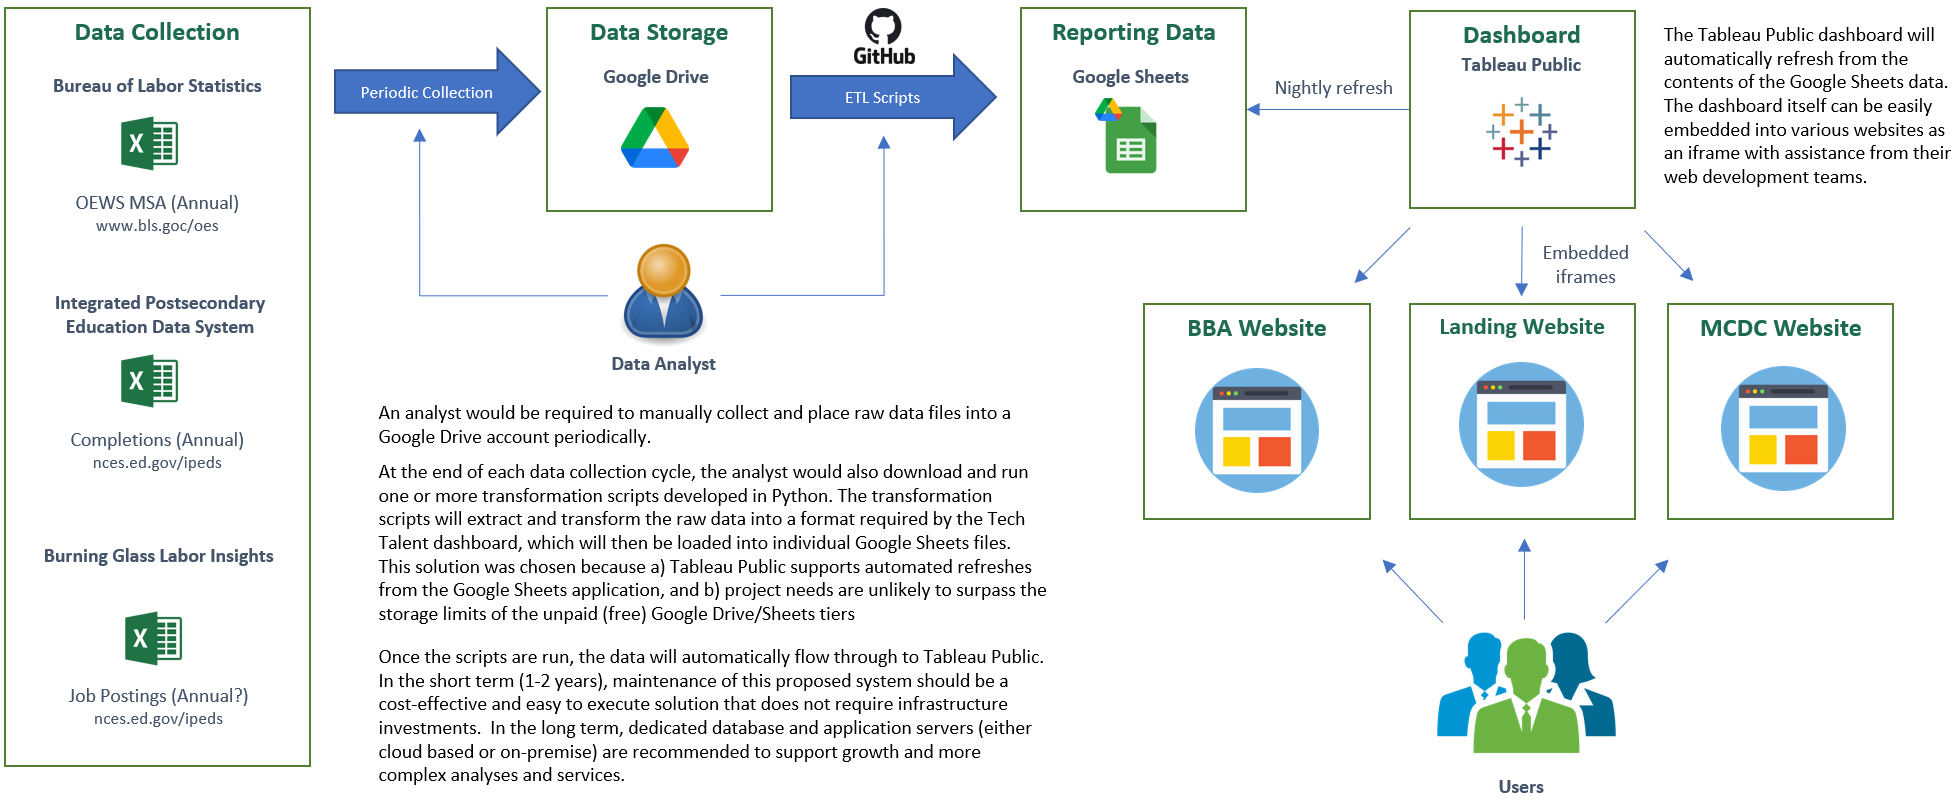 Data Collection
Bureau of Labor Statistics
OEWS MSA (Annual)
www.bls.goc/oes
Integrated Postsecondary
Education Data System
Completions (Annual)
nces.ed.gov/ipeds
Burning Glass Labor Insights
Job Postings (Annual?)
nces.ed.gov/ipeds
Periodic Collection
Data Storage
Google Drive
GitHub
ETL Scripts
Reporting Data
Google Sheets
Nightly refresh
Dashboard
Tableau Public
The Tableau Public dashboard will
automatically refresh from the
contents of the Google Sheets data.
The dashboard itself can be easily
embedded into various websites as
an iframe with assistance from their
web development teams.
Data Analyst
An analyst would be required to manually collect and place raw data files into a
Google Drive account periodically.
At the end of each data collection cycle, the analyst would also download and run
one or more transformation scripts developed in Python. The transformation
scripts will extract and transform the raw data into a format required by the Tech
Talent dashboard, which will then be loaded into individual Google Sheets files.
This solution was chosen because a) Tableau Public supports automated refreshes
from the Google Sheets application, and b) project needs are unlikely to surpass the
storage limits of the unpaid (free) Google Drive/Sheets tiers
Once the scripts are run, the data will automatically flow through to Tableau Public.
In the short term (1-2 years), maintenance of this proposed system should be a
cost-effective and easy to execute solution that does not require infrastructure
investments. In the long term, dedicated database and application servers (either
cloud based or on-premise) are recommended to support growth and more
complex analyses and services.
Embedded
iframes
BBA Website
Landing Website
MCDC Website
Users